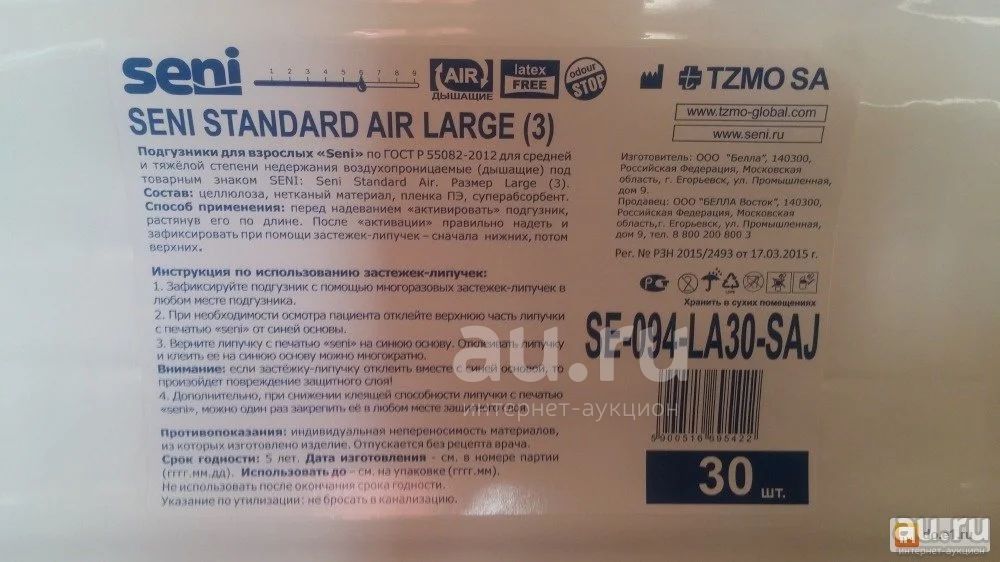 seni
1 2 3 4 5 6 7 8 9
AIR
ДЫШАЩИЕ
latex
FREE
odour
STOP
TZMO SA
www.tzmo-global.com
www.seni.ru
SENI STANDARD AIR LARGE (3)
Подгузники для взрослых «Seni» по ГОСТ Р 55082-2012 для средней
и тяжёлой степени недержания воздухопроницаемые (дышащие) под
товарным знаком SENI: Seni Standard Air. Размер Large (3).
Состав: целлюлоза, нетканый материал, пленка ПЭ, суперабсорбент.
Способ применения: перед надеванием «активировать» подгузник,
растянув его по длине. После «активации» правильно надеть и
зафиксировать при помощи застежек-липучек – сначала нижних, потом
верхних.
Инструкция по использованию застежек-липучек:
1. Зафиксируйте подгузник с помощью многоразовых застежек-липучек в
любом месте подгузника.
2. При необходимости осмотра пациента отклейте верхнюю часть липучки
с печатью «seni» от синей основы.
3. Верните липучку с печатью «seni» на синюю основу. Отклеивать липучку
и клеить её на синюю основу можно многократно.
Внимание: если застёжку-липучку отклеить вместе с синей основой, то
произойдет повреждение защитного слоя!
4. Дополнительно, при снижении клеящей способности липучки с печатью
«seni», можно один раз закрепить её в любом месте защитного слоя.
Противопоказания: индивидуальная непереносимость материалов,
из которых изготовлено изделие. Отпускается без рецепта врача.
Срок годности: 5 лет. Дата изготовления - см. в номере партии
(гггг.мм.дд). Использовать до – см. на упаковке (гггг.мм).
Не использовать после окончания срока годности.
Указание по утилизации: не бросать в канализацию.
Изготовитель: ООО "Белла", 140300,
Российская Федерация, Московская
область, г. Егорьевск, ул. Промышленная,
дом 9.
Продавец: ООО "БЕЛЛА Восток", 140300,
Российская Федерация, Московская
область,г. Егорьевск, ул. Промышленная,
дом 9, тел. 8 800 200 800 3
Рег. № РЗН 2015/2493 от 17.03.2015 г.
Хранить в сухих помещениях
SE-094-LA30-SAJ
5900516695422
30 шт.
au.ru
интернет-аукцион
au.ru
интернет-аукцион